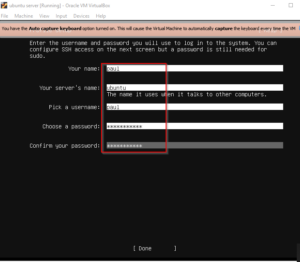 ubuntu server [Running] - Oracle VM VirtualBox
File Machine View Input Devices Help
You have the Auto capture keyboard option turned on. This will cause the Virtual Machine to automatically capture the keyboard every time the VM
Enter the username and password you will use to log in to the system. You can
configure SSH access on the next screen but a password is still needed for
sudo.
Your name: paul
Your server's name: ubuntu
The name it uses when it talks to other computers.
Pick a username: paul
Choose a password: ***********
Confirm your password: ***********
[ Done ]